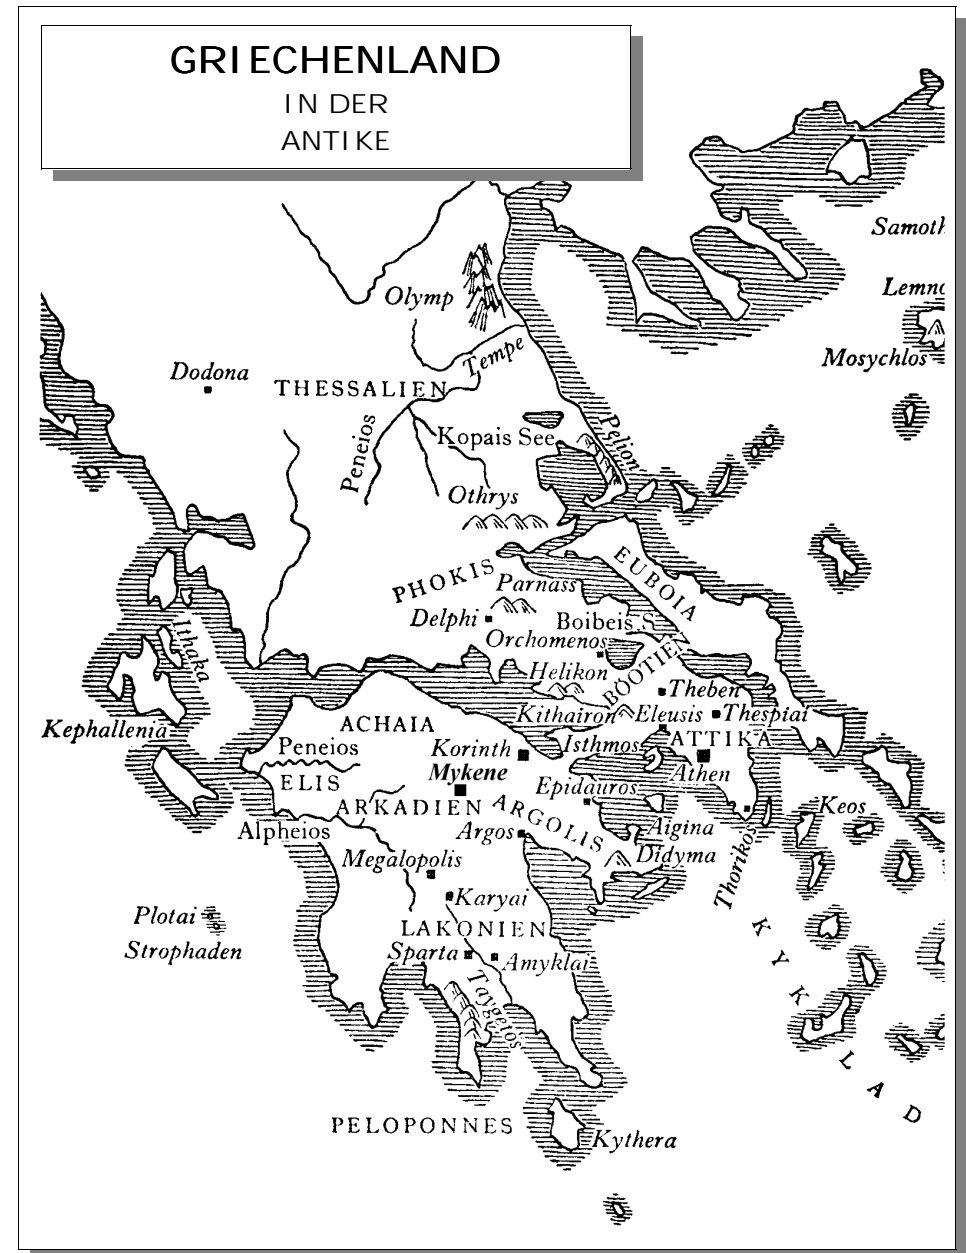 GRIECHENLAND
IN DER
ANTIKE
Samoth
Olymp
Lemno
Mosychlos
Tempe
Dodona
THESSALIEN
Peneios
Kopais See
Pelion
Othrys
PHOKIS
Parnass
EUBOIA
Delphi
Boibeis S
Orchomenos
Ithaka
Helikon
BÖOTIEN
Theben
Kithairon
Eleusis
Thespiai
Kephallenia
ACHAIA
Peneios
Korinth
Isthmos
ATTIKA
Mykene
Athen
ELIS
Epidauros
ARKADIEN
ARGOLIS
Keos
Alpheios
Argos
Aigina
Megalopolis
Didyma
Thorikos
Karyai
Plotai
LAKONIEN
Strophaden
Sparta
Amyklai
Taygetos
KYKLAD
PELOPONNES
Kythera